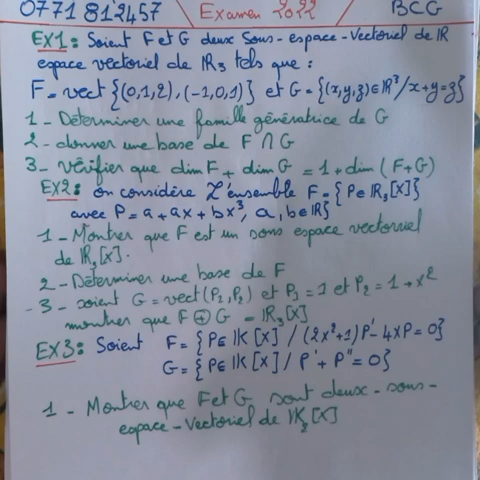 0771 812457 Examen 2022 BCG
EX1: Soient F et G deux Sous-espace-Vectoriel de IR
espace vectoriel de IR₃ tels que :
F = vect {(0,1,2), (-1,0,1)} et G = {(x,y,z) ∈ IR³/x+y=z}
1 - Déterminer une famille génératrice de G
2 - donner une base de F ∩ G
3 - vérifier que dim F + dim G = 1 + dim (F+G)
EX2: on considère l'ensemble F = {P∈IR₃[X]}
avec P = a + ax + bx³, a, b ∈ IR}
1 - Montrer que F est un sous espace vectoriel
de IR₃[X].
2 - Déterminer une base de F
3 - soient G = vect(P₁,P₂) et P₁ = 1 et P₂ = 1 + x²
montrer que F ⊕ G = IR₃[X]
EX3: Soient F = {P∈ IK[X] / (2x²+1)P' - 4XP = 0}
G = {P∈ IK[X] / P' + P'' = 0}
1 - Montrer que F et G sont deux - sous -
espace - Vectoriel de IK₂[X]